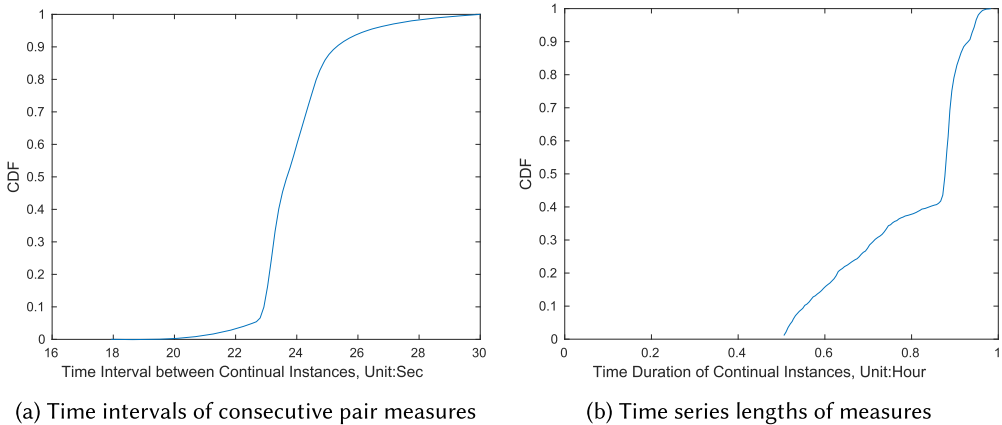 1
0.9
0.8
0.7
0.6
0.5
0.4
0.3
0.2
0.1
0
CDF
16 18 20 22 24 26 28 30
Time Interval between Continual Instances, Unit:Sec
(a) Time intervals of consecutive pair measures
1
0.9
0.8
0.7
0.6
0.5
0.4
0.3
0.2
0.1
0
CDF
0 0.2 0.4 0.6 0.8 1
Time Duration of Continual Instances, Unit:Hour
(b) Time series lengths of measures